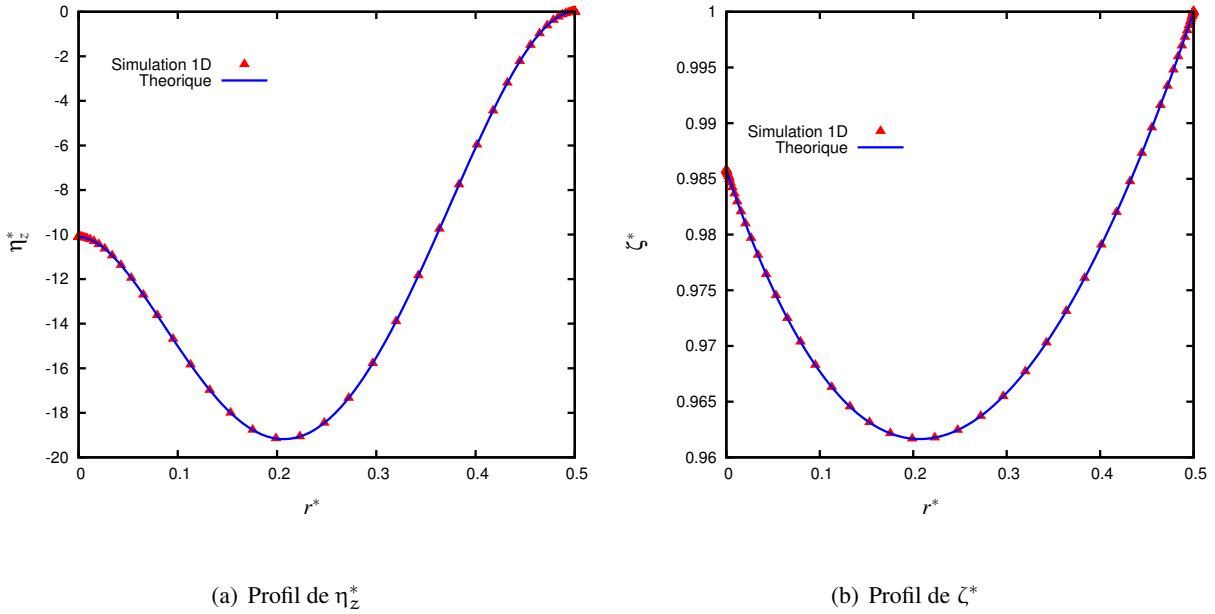 0
-2
-4
-6
-8
-10
-12
-14
-16
-18
-20
0 0.1 0.2 0.3 0.4 0.5
η*z
r*
Simulation 1D
Theorique
(a) Profil de η*z
1
0.995
0.99
0.985
0.98
0.975
0.97
0.965
0.96
0 0.1 0.2 0.3 0.4 0.5
ζ*
r*
Simulation 1D
Theorique
(b) Profil de ζ*